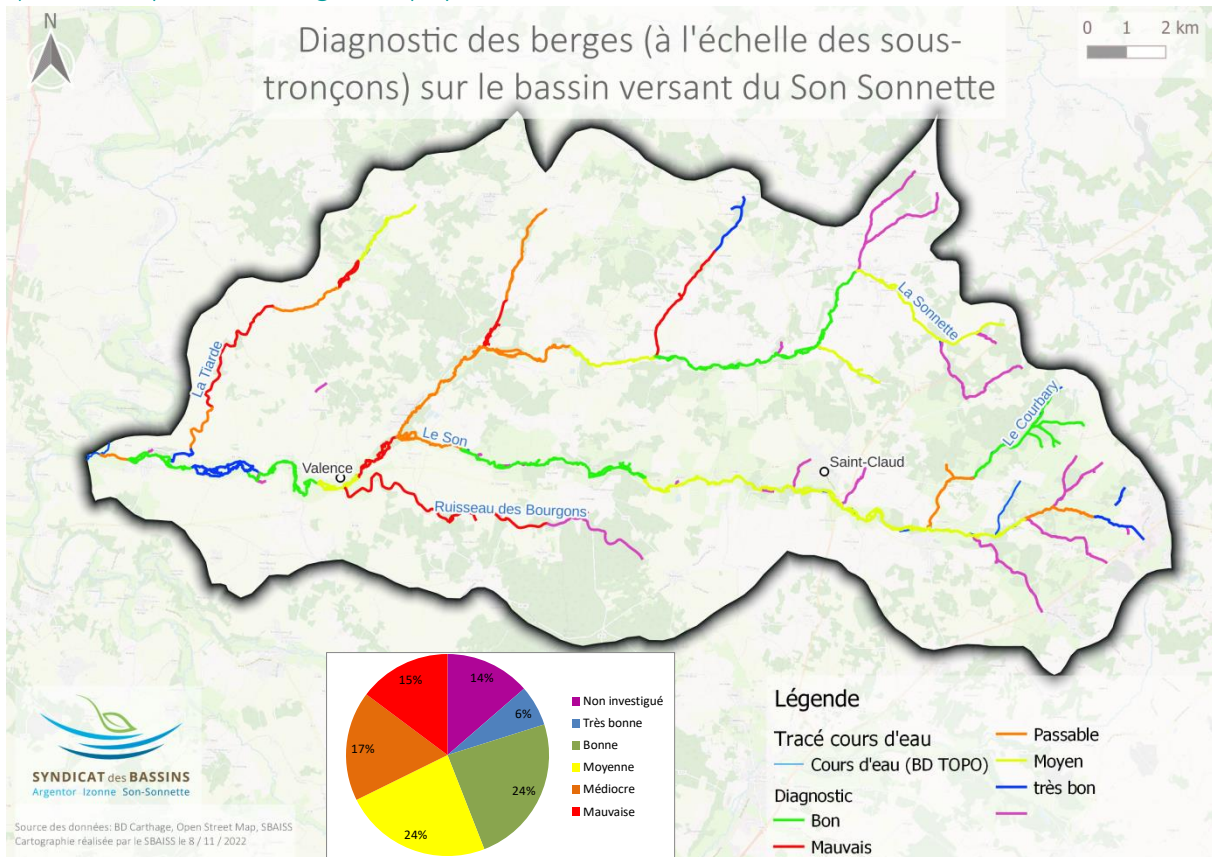 N
Diagnostic des berges (à l'échelle des sous-
tronçons) sur le bassin versant du Son Sonnette
0 1 2 km
La Sonnette
La Tiarde
Le Courbary
Le Son
Valence
Saint-Claud
Ruisseau des Bourgons
15%
14%
6%
17%
24%
24%
Non investigué
Très bonne
Bonne
Moyenne
Médiocre
Mauvaise
Légende
Tracé cours d'eau
Cours d'eau (BD TOPO)
Diagnostic
Bon
Mauvais
Passable
Moyen
très bon
SYNDICAT des BASSINS
Argentor Izonne Son-Sonnette
Source des données: BD Carthage, Open Street Map, SBAISS
Cartographie réalisée par le SBAISS le 8 / 11 / 2022